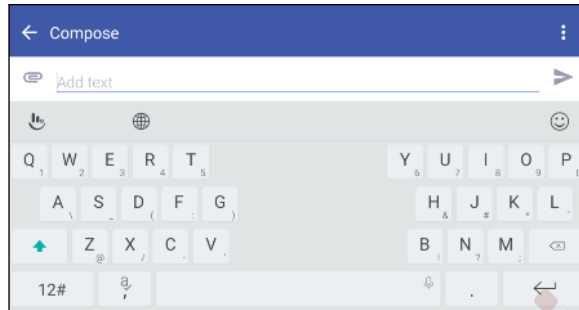 Compose
Add text
Q 1 W 2 E 3 R 4 T 5 Y 6 U 7 I 8 O 9 P 0
A \ S _ D ( F : G ) H & J # K * L
Z @ X / C - V B ! N ? M ;
12# a , .